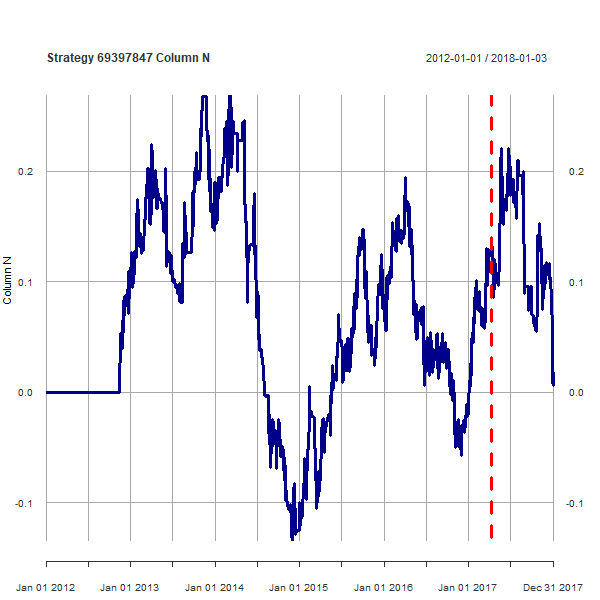 Strategy 69397847 Column N 2012-01-01 / 2018-01-03
0.2 0.2
0.1 0.1
Column N
0.0 0.0
-0.1 -0.1
Jan 01 2012 Jan 01 2013 Jan 01 2014 Jan 01 2015 Jan 01 2016 Jan 01 2017 Dec 31 2017